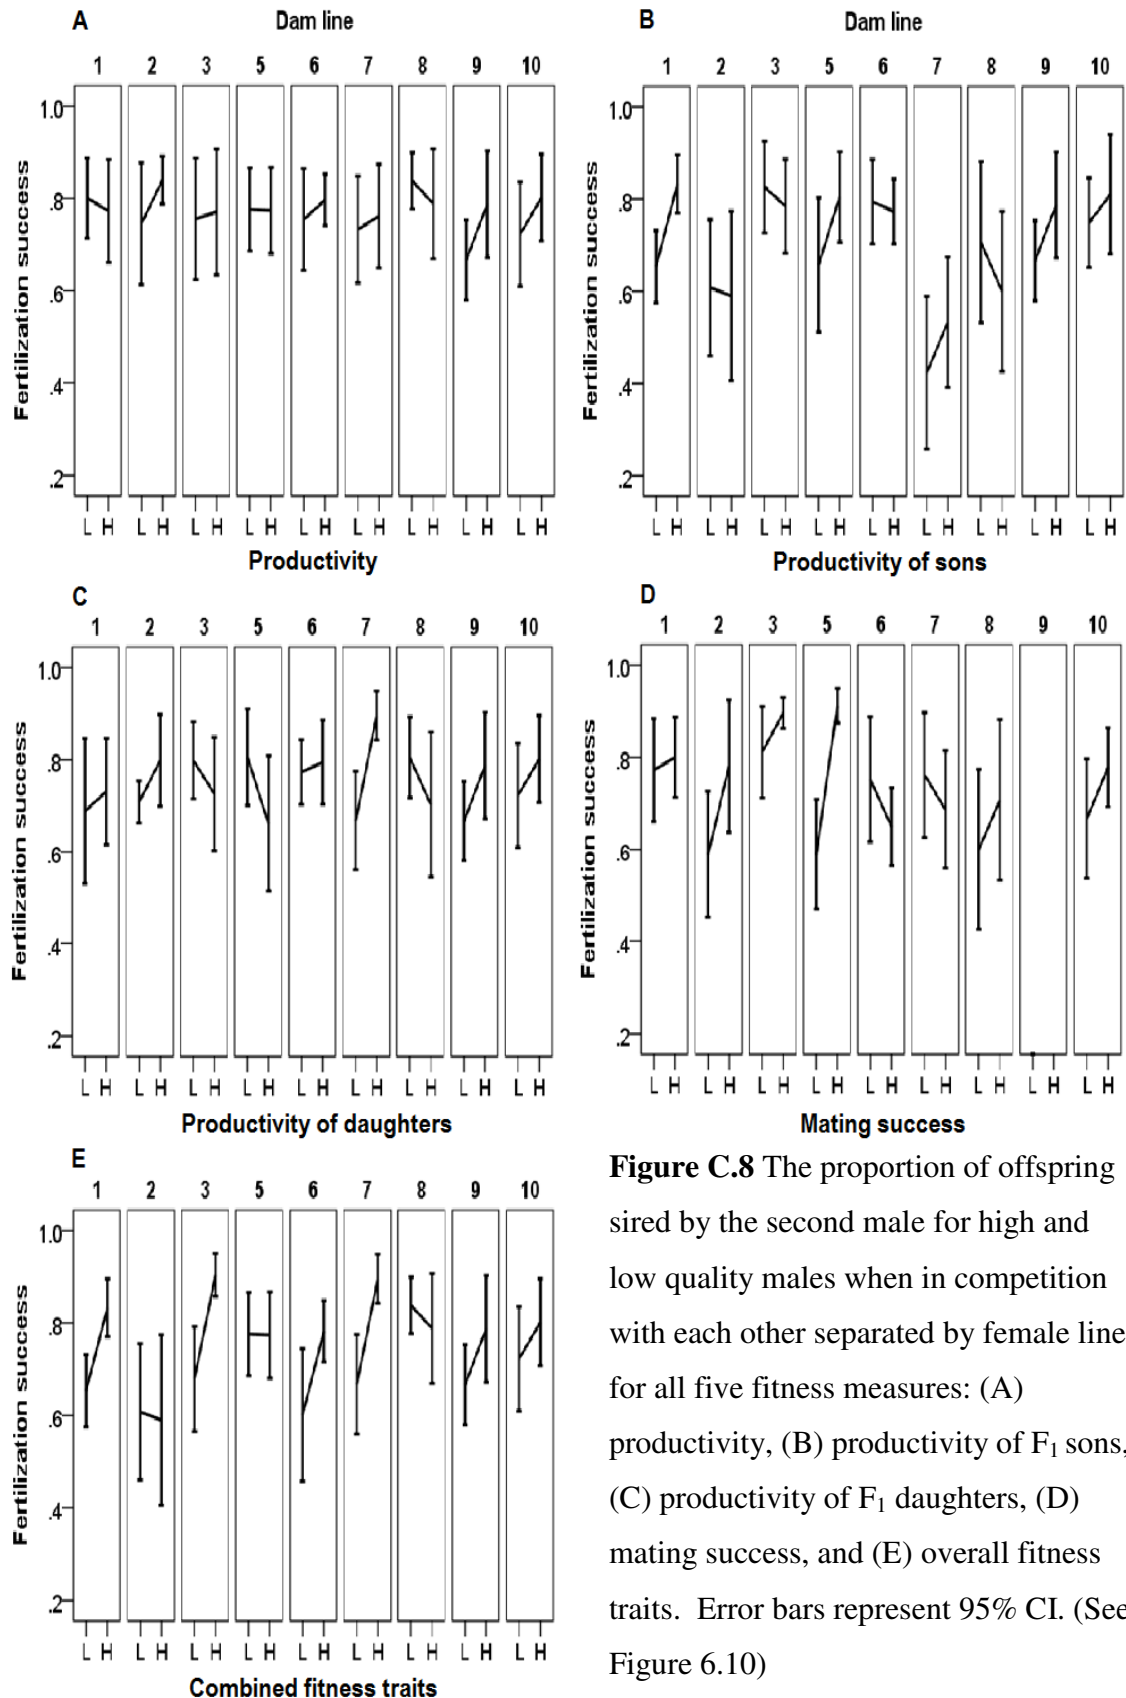 A
Dam line
1 2 3 5 6 7 8 9 10
Fertilization success
1.0
.8
.6
.4
.2
L H L H L H L H L H L H L H L H L H
Productivity
B
Dam line
1 2 3 5 6 7 8 9 10
Fertilization success
1.0
.8
.6
.4
.2
L H L H L H L H L H L H L H L H L H
Productivity of sons
C
1 2 3 5 6 7 8 9 10
Fertilization success
1.0
.8
.6
.4
.2
L H L H L H L H L H L H L H L H L H
Productivity of daughters
D
1 2 3 5 6 7 8 9 10
Fertilization success
1.0
.8
.6
.4
.2
L H L H L H L H L H L H L H L H L H
Mating success
E
1 2 3 5 6 7 8 9 10
Fertilization success
1.0
.8
.6
.4
.2
L H L H L H L H L H L H L H L H L H
Combined fitness traits
Figure C.8 The proportion of offspring
sired by the second male for high and
low quality males when in competition
with each other separated by female line
for all five fitness measures: (A)
productivity, (B) productivity of F₁ sons,
(C) productivity of F₁ daughters, (D)
mating success, and (E) overall fitness
traits. Error bars represent 95% CI. (See
Figure 6.10)